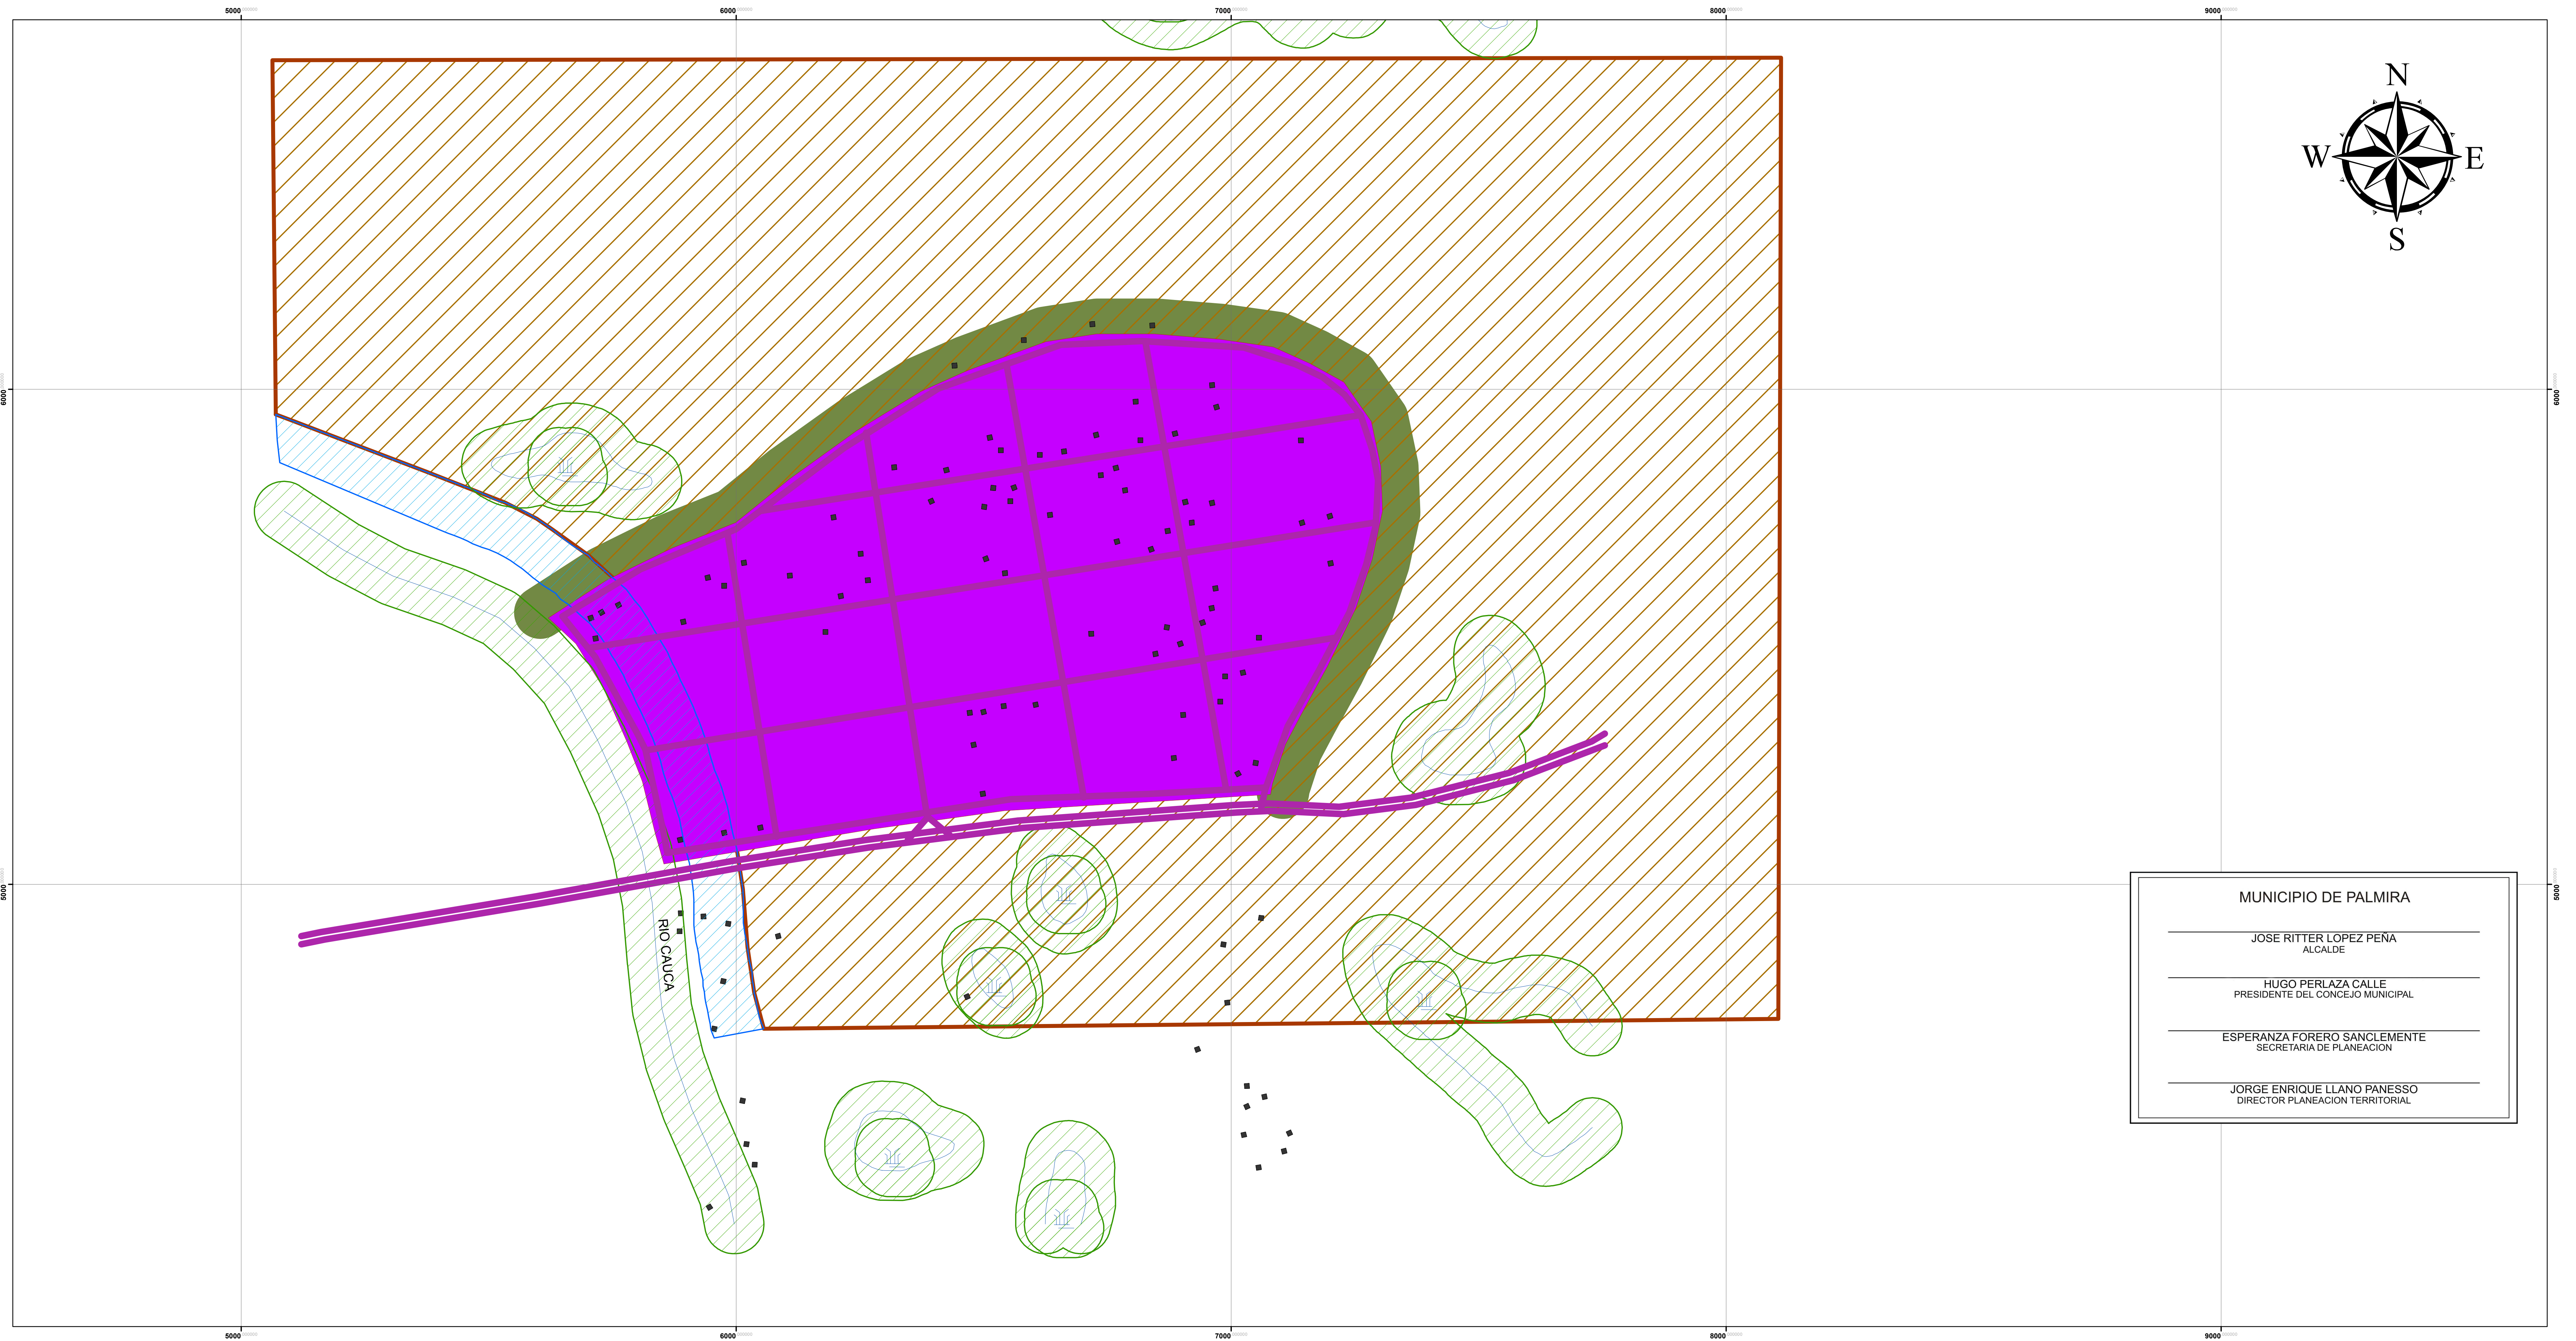 5000
6000
7000
8000
9000
N
W
E
S
6000
6000
5000
5000
RIO CAUCA
MUNICIPIO DE PALMIRA
JOSE RITTER LOPEZ PEÑA
ALCALDE
HUGO PERLAZA CALLE
PRESIDENTE DEL CONCEJO MUNICIPAL
ESPERANZA FORERO SANCLEMENTE
SECRETARIA DE PLANEACION
JORGE ENRIQUE LLANO PANESSO
DIRECTOR PLANEACION TERRITORIAL
5000
6000
7000
8000
9000